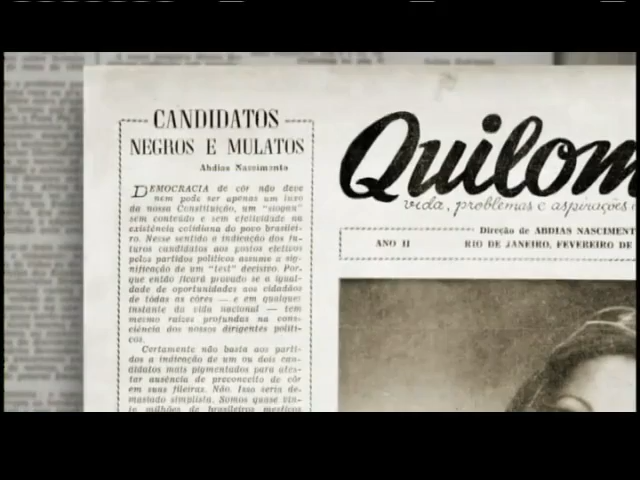 CANDIDATOS
NEGROS E MULATOS
Abdias Nascimento
DEMOCRACIA de côr não deve
nem pode ser apenas um luxo
da nossa Constituição, um "slogan"
sem conteúdo e sem efetividade na
existência cotidiana do povo brasilei-
ro. Nesse sentido a indicação dos fu-
turos candidatos aos postos eletivos
pelos partidos políticos assume a sig-
nificação de um "test" decisivo. Por-
que então ficará provado se a igual-
dade de oportunidades aos cidadãos
de tôdas as côres — e em qualquer
instante da vida nacional — tem
mesmo raízes profundas na cons-
ciência dos nossos dirigentes políti-
cos.
Certamente não basta aos parti-
dos a indicação de um ou dois can-
didatos mais pigmentados para ates-
tar ausência de preconceito de côr
em suas fileiras. Não. Isso seria de-
masiado simplista. Somos quase vin-
te milhões de brasileiros mestiços
Quilom
vida, problemas e aspirações
Direção de ABDIAS NASCIMENT
ANO II
RIO DE JANEIRO, FEVEREIRO DE